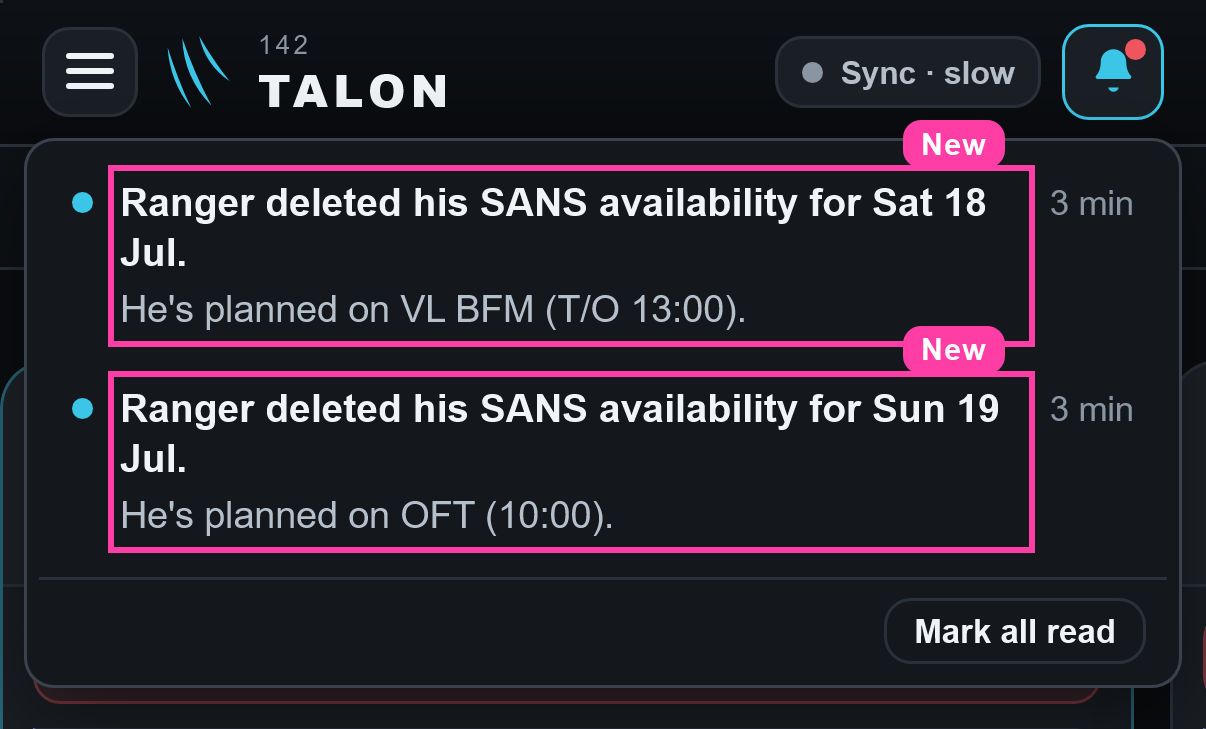 142
TALON
Sync · slow
New
Ranger deleted his SANS availability for Sat 18
Jul.
3 min
He's planned on VL BFM (T/O 13:00).
New
Ranger deleted his SANS availability for Sun 19
Jul.
3 min
He's planned on OFT (10:00).
Mark all read